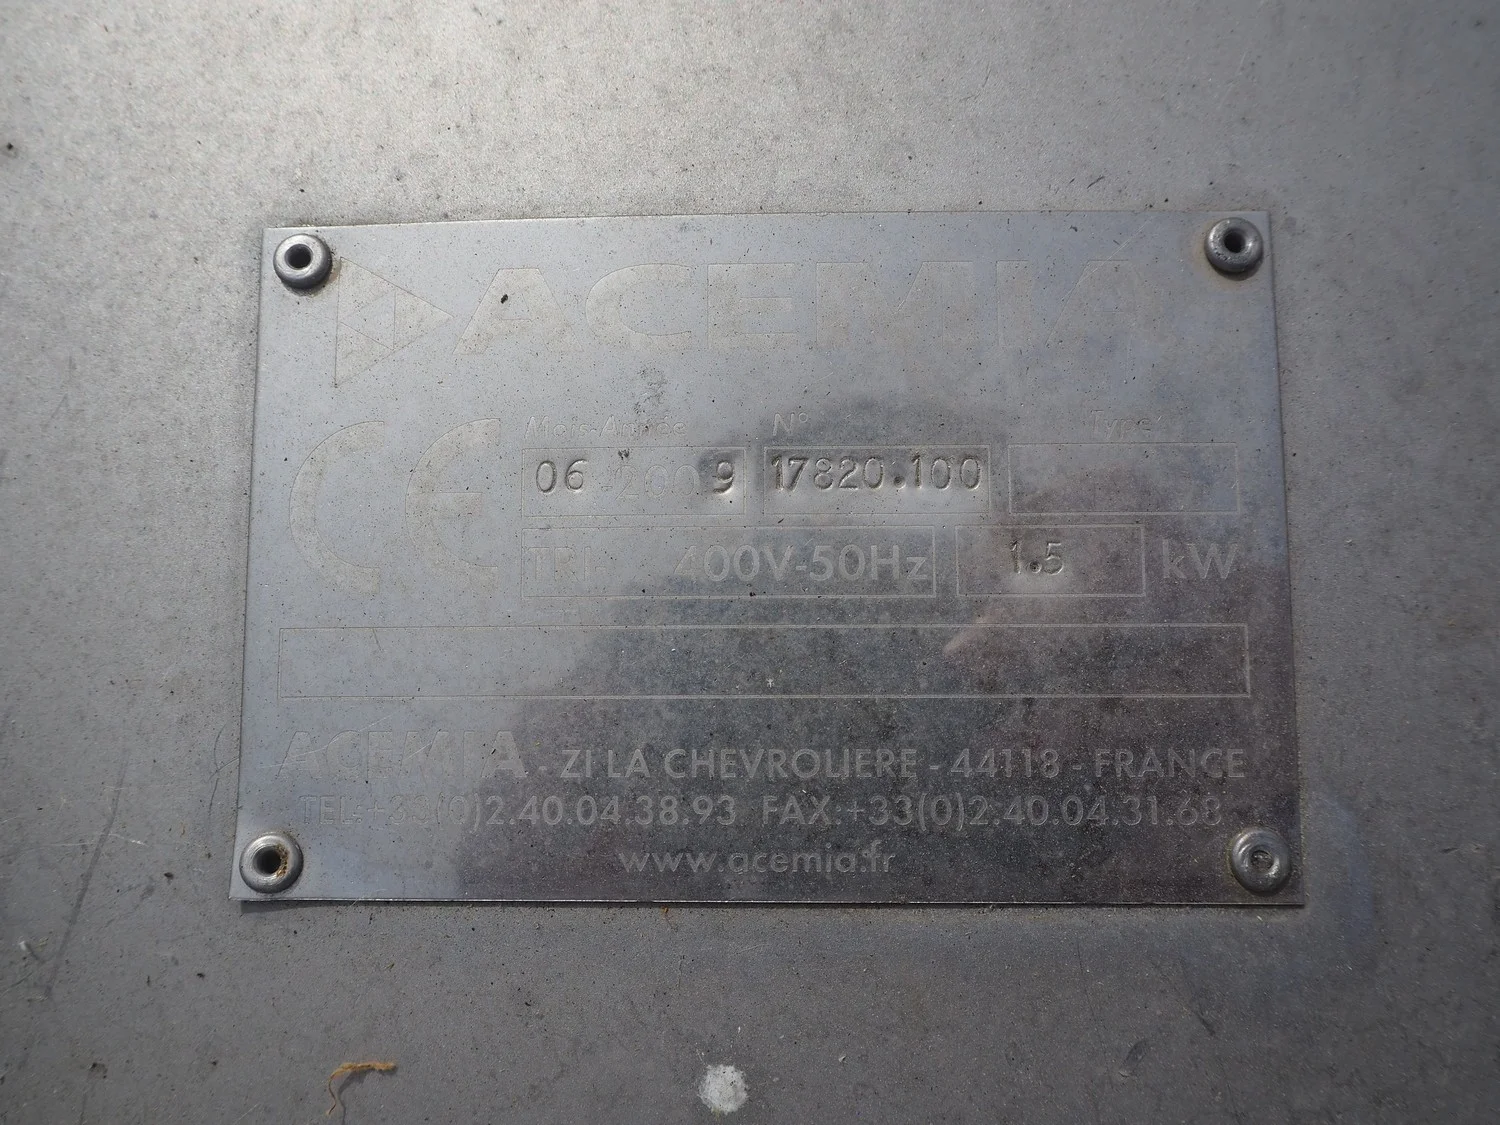 ACEMIA
CE
Mois-Année N° Type
06-2009 17820.100
TRI 400V-50Hz 1.5 kW
ACEMIA - ZI LA CHEVROLIERE - 44118 - FRANCE
TEL:+33(0)2.40.04.38.93 FAX:+33(0)2.40.04.31.68
www.acemia.fr